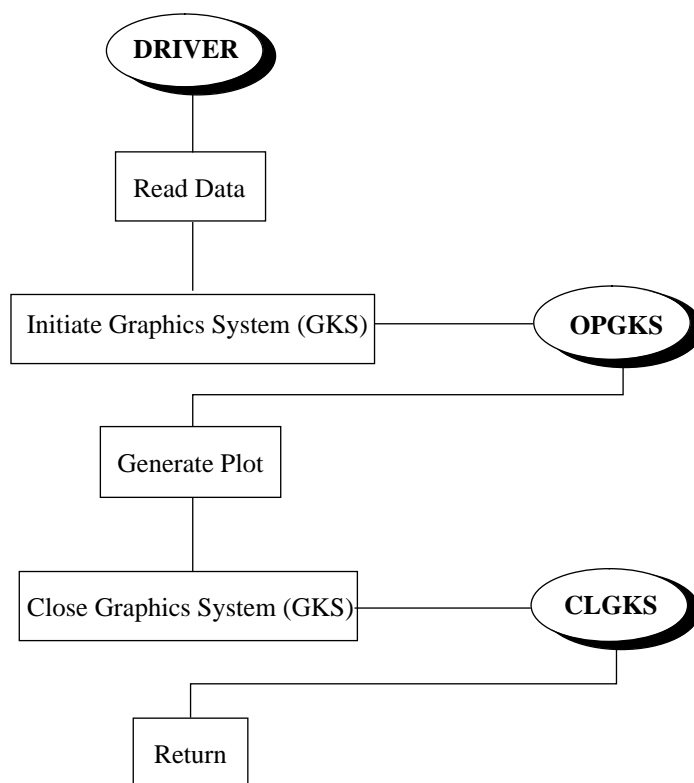 DRIVER
Read Data
Initiate Graphics System (GKS)
OPGKS
Generate Plot
Close Graphics System (GKS)
CLGKS
Return